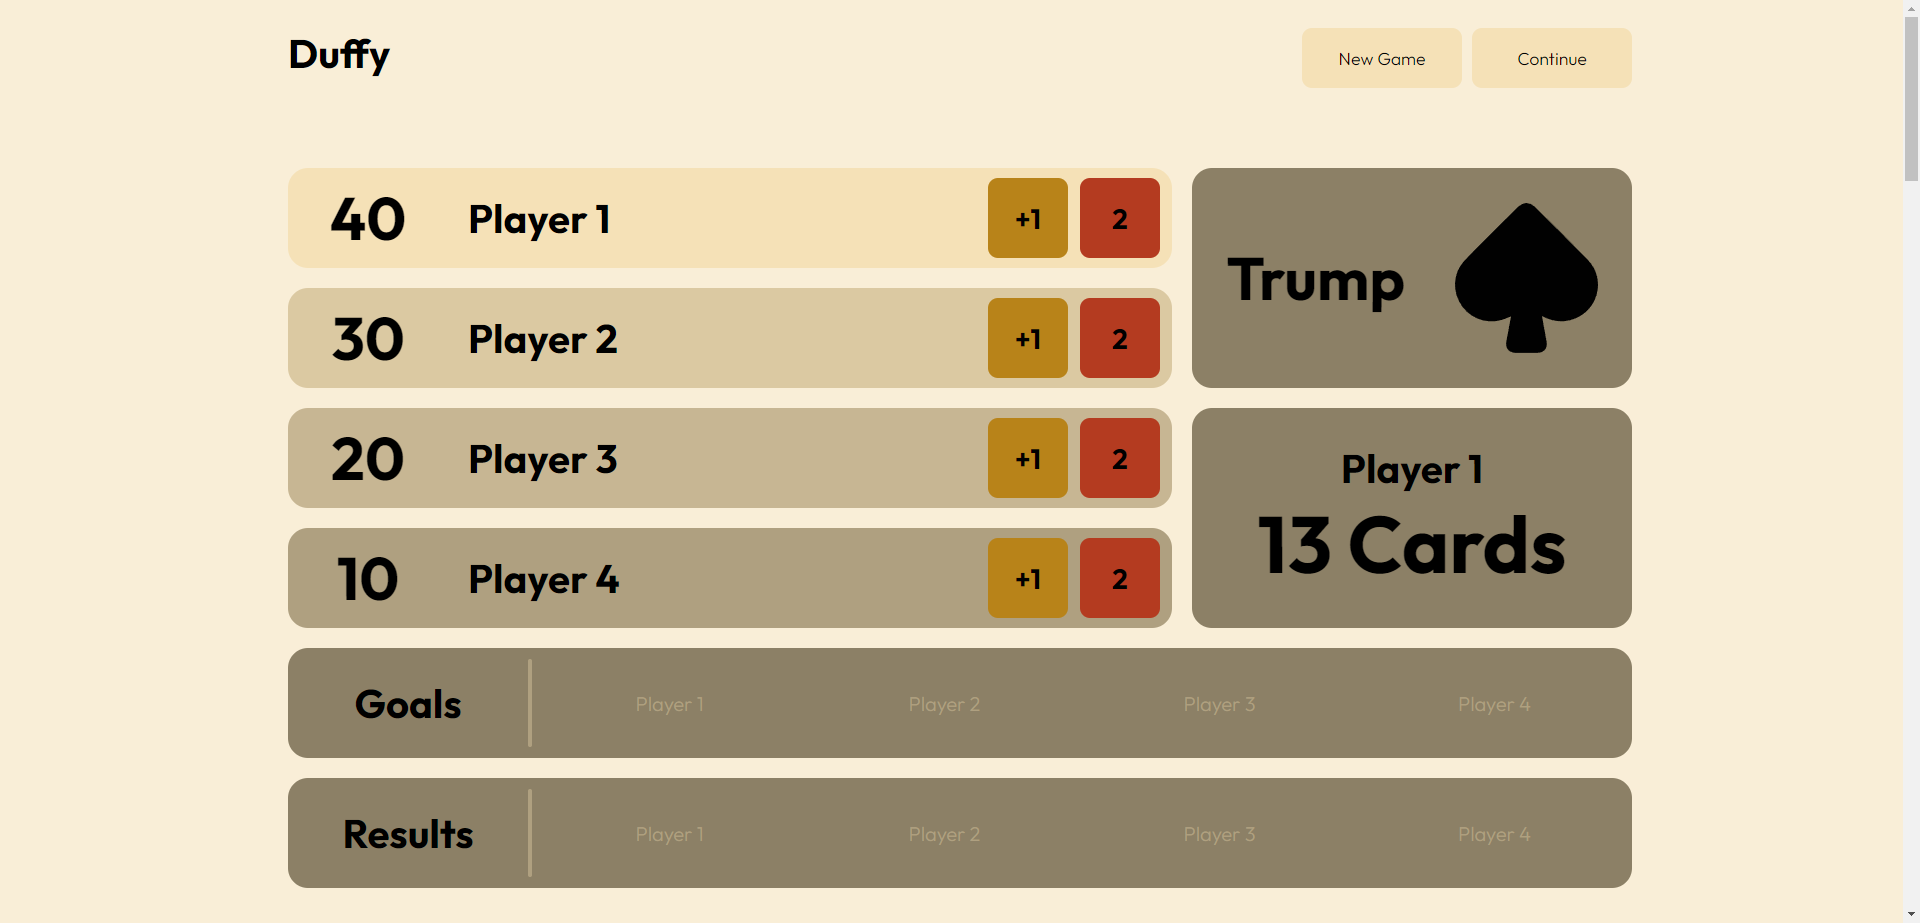 Duffy
New Game
Continue
40 Player 1 +1 2
30 Player 2 +1 2
20 Player 3 +1 2
10 Player 4 +1 2
Trump
Player 1
13 Cards
Goals Player 1 Player 2 Player 3 Player 4
Results Player 1 Player 2 Player 3 Player 4